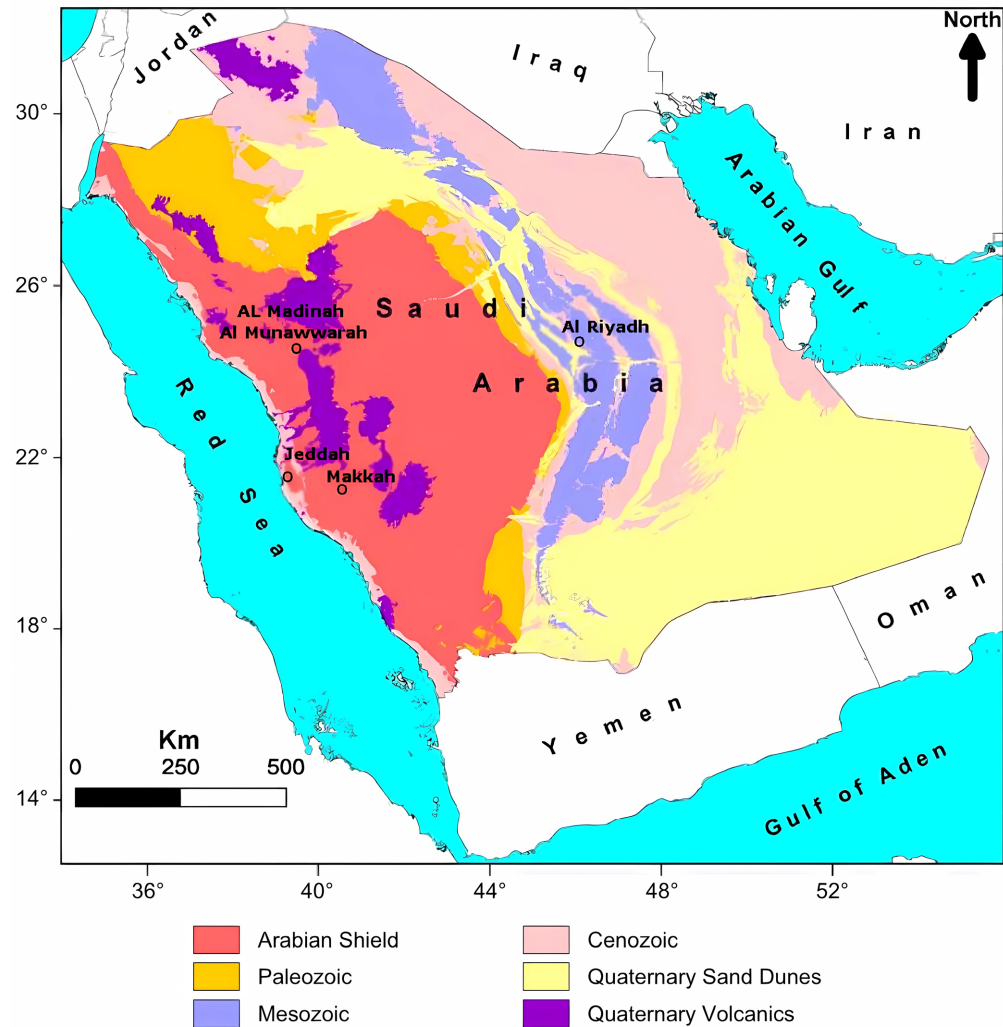 North
Jordan
Iraq
Iran
30°
Arabian Gulf
26°
AL Madinah
Al Munawwarah
Saudi
Al Riyadh
Arabia
Red Sea
22°
Jeddah
Makkah
Oman
18°
Yemen
Km
0 250 500
14°
Gulf of Aden
36° 40° 44° 48° 52°
Arabian Shield
Cenozoic
Paleozoic
Quaternary Sand Dunes
Mesozoic
Quaternary Volcanics